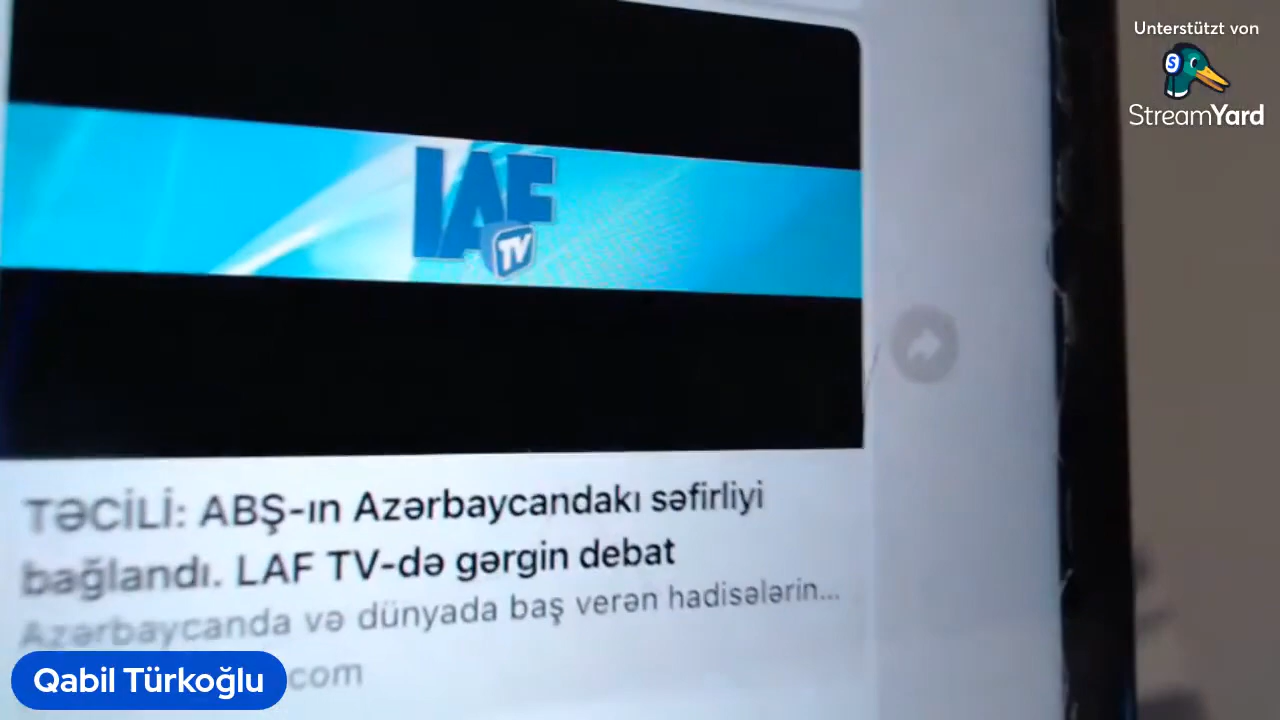 Unterstützt von
S
StreamYard
LAF
TV
TƏCİLİ: ABŞ-ın Azərbaycandakı səfirliyi
bağlandı. LAF TV-də gərgin debat
Azərbaycanda və dünyada baş verən hadisələrin...
com
Qabil Türkoğlu